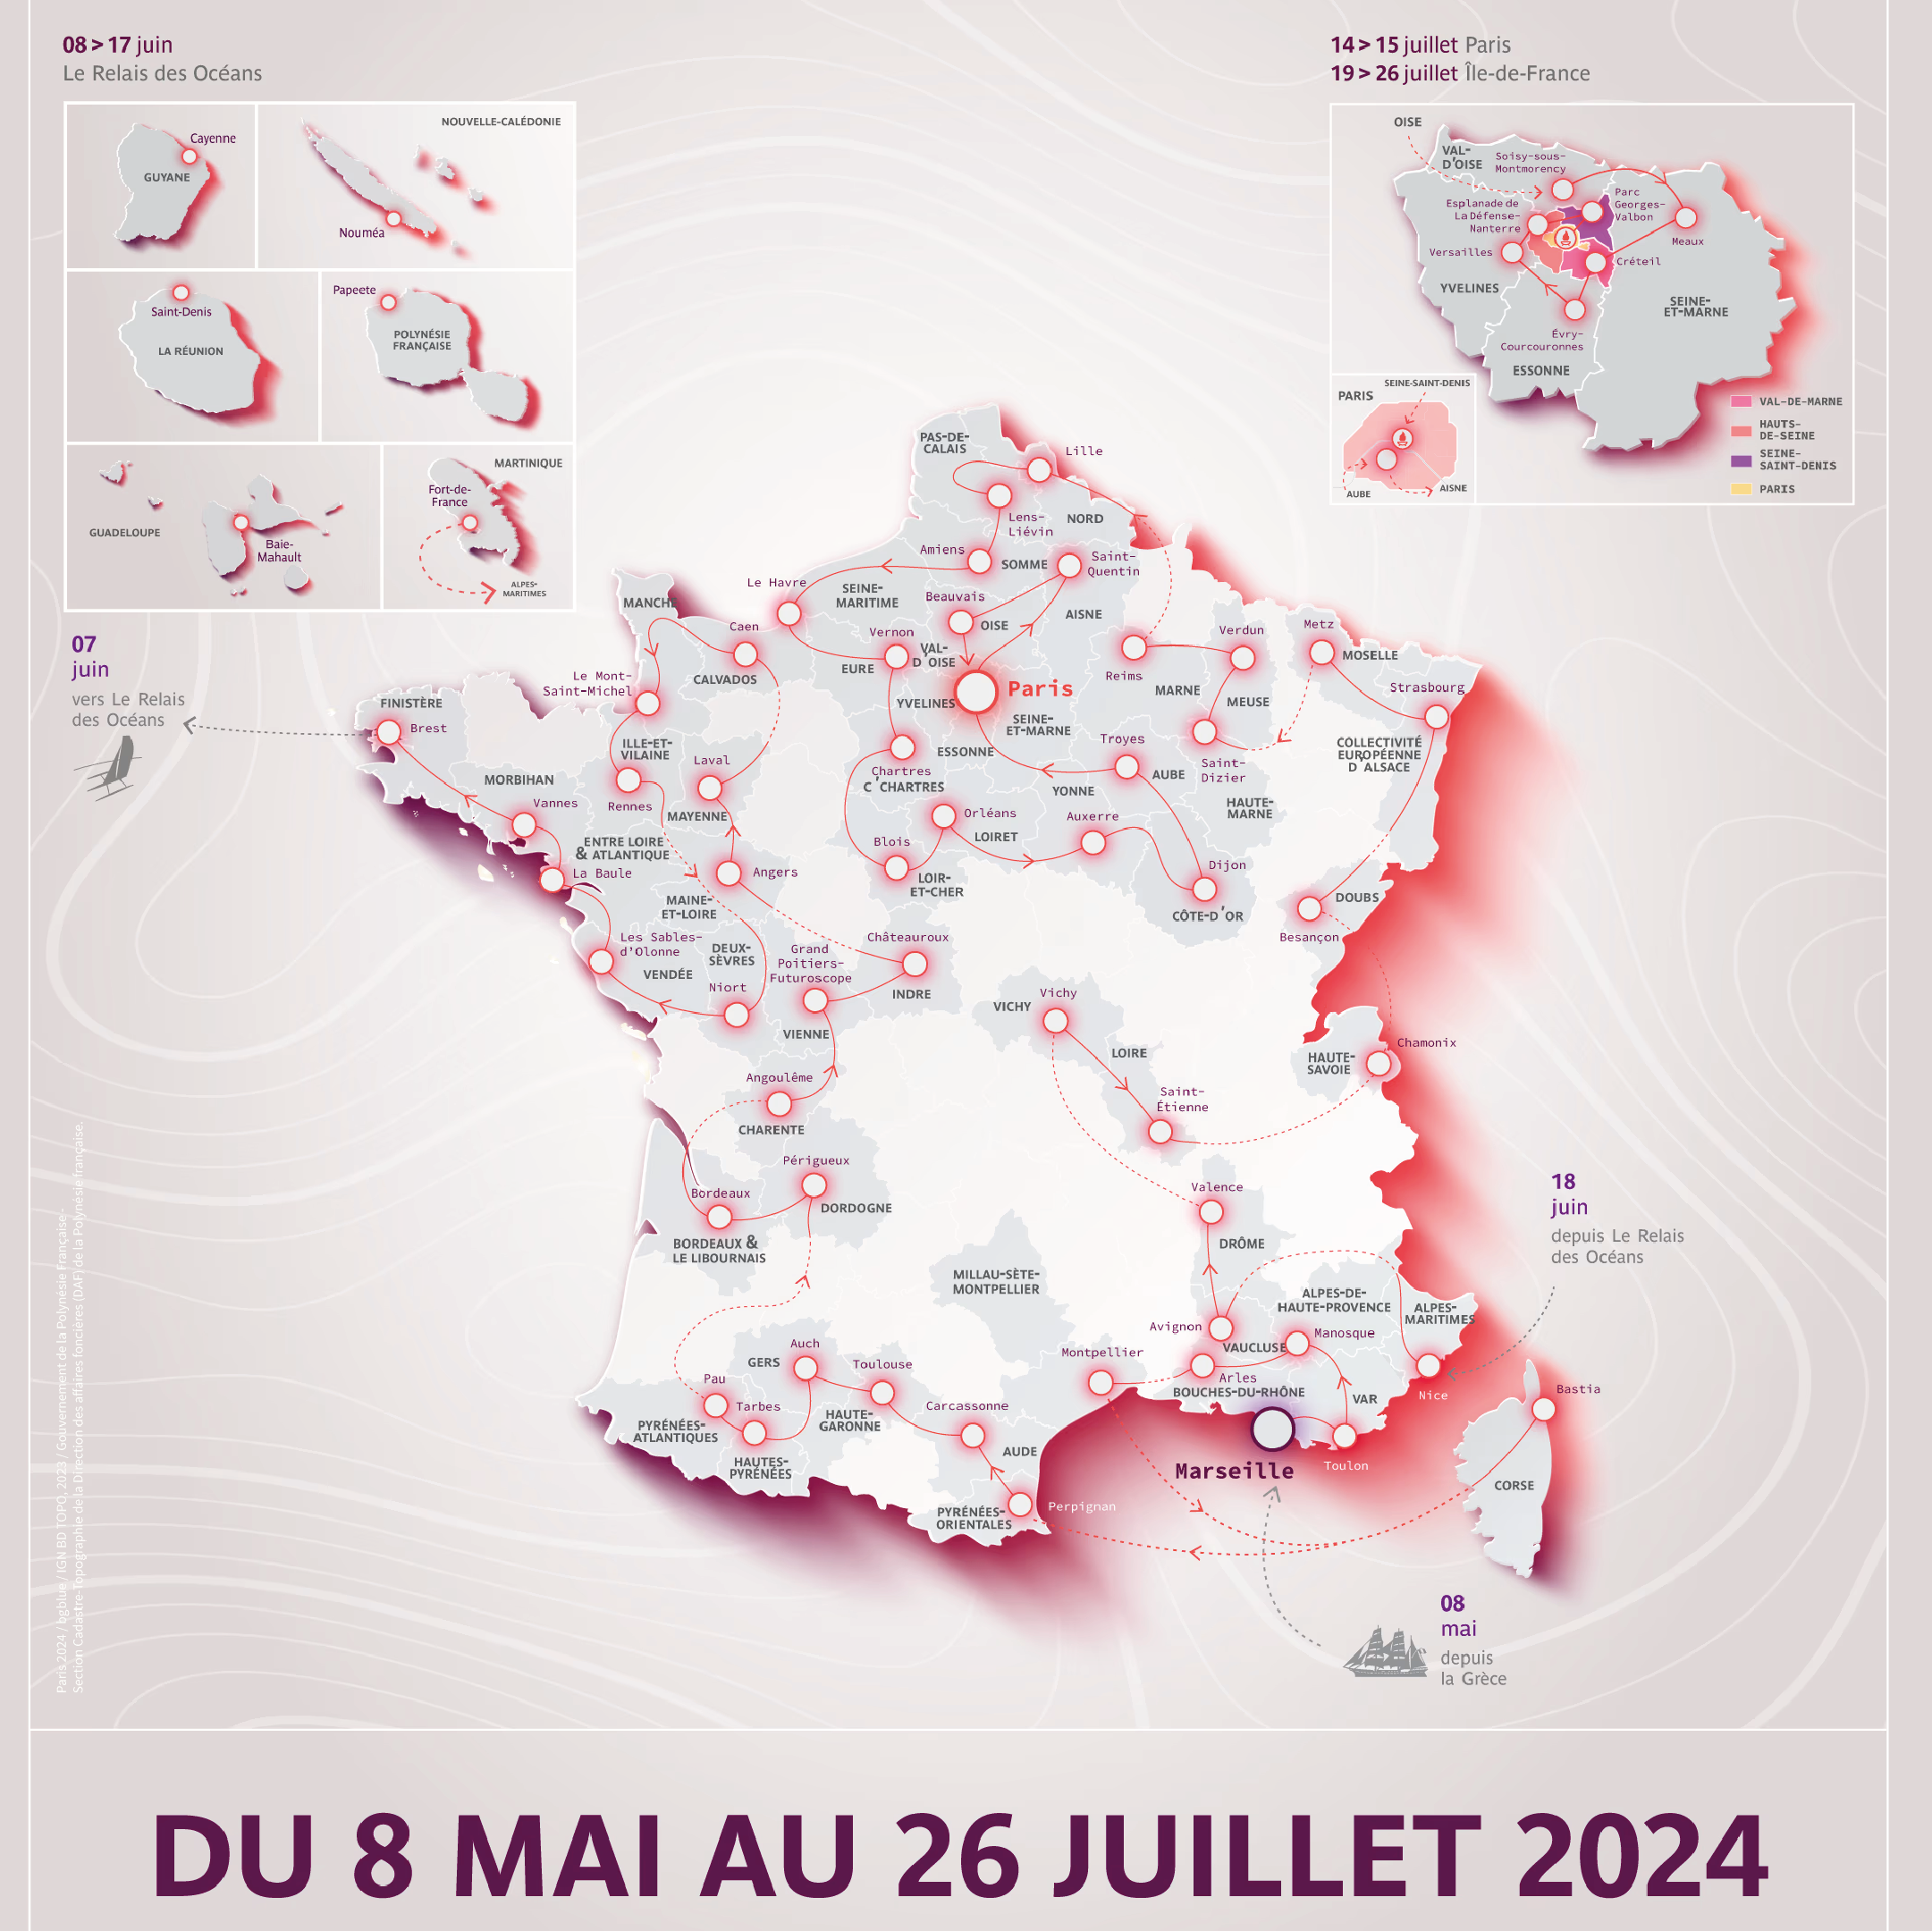 08 > 17 juin
Le Relais des Océans
14 > 15 juillet Paris
19 > 26 juillet Île-de-France
Cayenne
GUYANE
NOUVELLE-CALÉDONIE
Nouméa
Saint-Denis
LA RÉUNION
Papeete
POLYNÉSIE
FRANÇAISE
GUADELOUPE
Baie-
Mahault
MARTINIQUE
Fort-de-
France
ALPES-
MARITIMES
OISE
VAL-
D'OISE
Soisy-sous-
Montmorency
Parc
Georges-
Valbon
Esplanade de
La Défense-
Nanterre
Meaux
Versailles
Créteil
YVELINES
SEINE-
ET-MARNE
Évry-
Courcouronnes
ESSONNE
SEINE-SAINT-DENIS
PARIS
AUBE
AISNE
VAL-DE-MARNE
HAUTS-
DE-SEINE
SEINE-
SAINT-DENIS
PARIS
07
juin
vers Le Relais
des Océans
PAS-DE-
CALAIS
Lille
Lens-
Liévin
NORD
Amiens
SOMME
Saint-
Quentin
Le Havre
SEINE-
MARITIME
Beauvais
OISE
AISNE
MANCHE
Caen
Vernon
VAL-
D'OISE
EURE
CALVADOS
Verdun
Metz
MOSELLE
Reims
Le Mont-
Saint-Michel
Paris
YVELINES
MARNE
MEUSE
Strasbourg
FINISTÈRE
Brest
SEINE-
ET-MARNE
ILLE-ET-
VILAINE
ESSONNE
Troyes
COLLECTIVITÉ
EUROPÉENNE
D'ALSACE
Laval
Chartres
C'CHARTRES
AUBE
Saint-
Dizier
MORBIHAN
Vannes
Rennes
MAYENNE
YONNE
HAUTE-
MARNE
Orléans
LOIRET
Auxerre
ENTRE LOIRE
& ATLANTIQUE
Blois
La Baule
Angers
LOIR-
ET-CHER
Dijon
MAINE-
ET-LOIRE
CÔTE-D'OR
DOUBS
Besançon
Les Sables-
d'Olonne
DEUX-
SÈVRES
Grand
Poitiers-
Futuroscope
Châteauroux
VENDÉE
Niort
INDRE
VICHY
Vichy
VIENNE
LOIRE
HAUTE-
SAVOIE
Chamonix
Angoulême
Saint-
Étienne
CHARENTE
Périgueux
Bordeaux
DORDOGNE
Valence
BORDEAUX &
LE LIBOURNAIS
DRÔME
18
juin
depuis Le Relais
des Océans
MILLAU-SÈTE-
MONTPELLIER
ALPES-DE-
HAUTE-PROVENCE
ALPES-
MARITIMES
Avignon
Manosque
VAUCLUSE
Auch
GERS
Toulouse
Montpellier
Arles
BOUCHES-DU-RHÔNE
Nice
Bastia
Pau
Tarbes
Carcassonne
VAR
PYRÉNÉES-
ATLANTIQUES
HAUTE-
GARONNE
AUDE
HAUTES-
PYRÉNÉES
Marseille
Toulon
CORSE
PYRÉNÉES-
ORIENTALES
Perpignan
08
mai
depuis
la Grèce
Paris 2024 / bgblue / IGN BD TOPO, 2023 / Gouvernement de la Polynésie Française -
Section Cadastre-Topographie de la Direction des affaires foncières (DAF) de la Polynésie française.
DU 8 MAI AU 26 JUILLET 2024